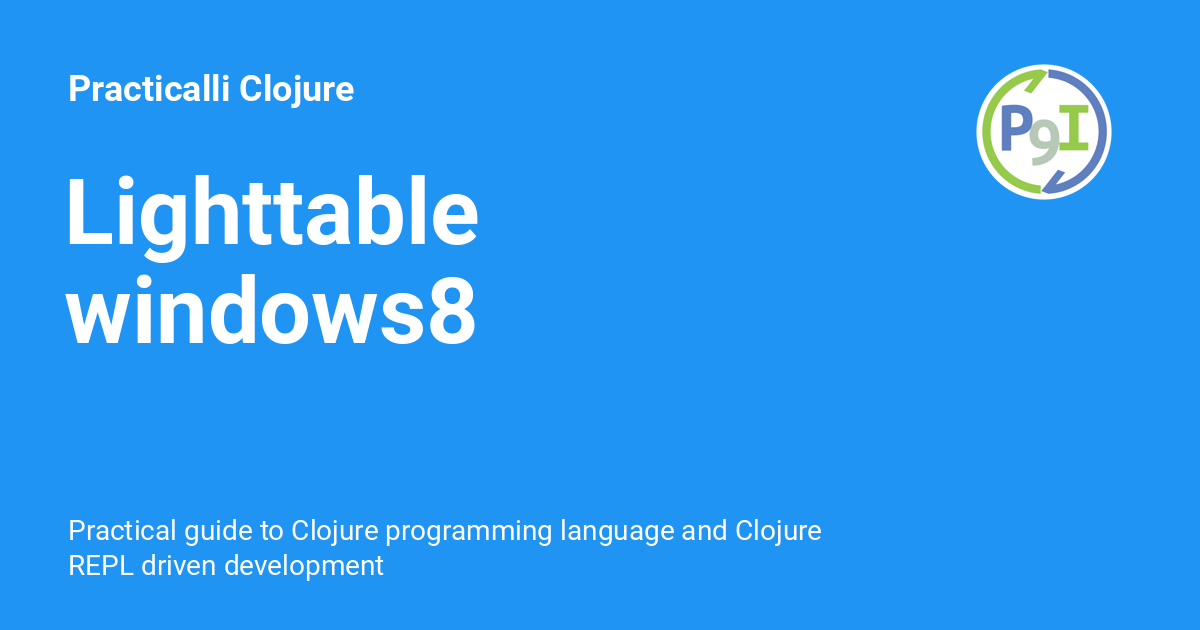 Practicalli Clojure
P9I
Lighttable
windows8
Practical guide to Clojure programming language and Clojure
REPL driven development